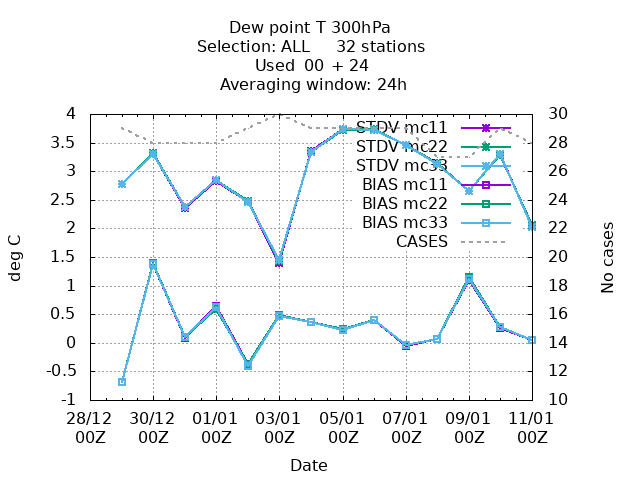 Dew point T 300hPa
Selection: ALL 32 stations
Used 00 + 24
Averaging window: 24h
4 30
STDV mc11
3.5 28
STDV mc22
STDV mc33
3 26
BIAS mc11
2.5 24
BIAS mc22
2 22
BIAS mc33
1.5 20
CASES
1 18
0.5 16
0 14
-0.5 12
-1 10
deg C
No cases
28/12 30/12 01/01 03/01 05/01 07/01 09/01 11/01
00Z 00Z 00Z 00Z 00Z 00Z 00Z 00Z
Date